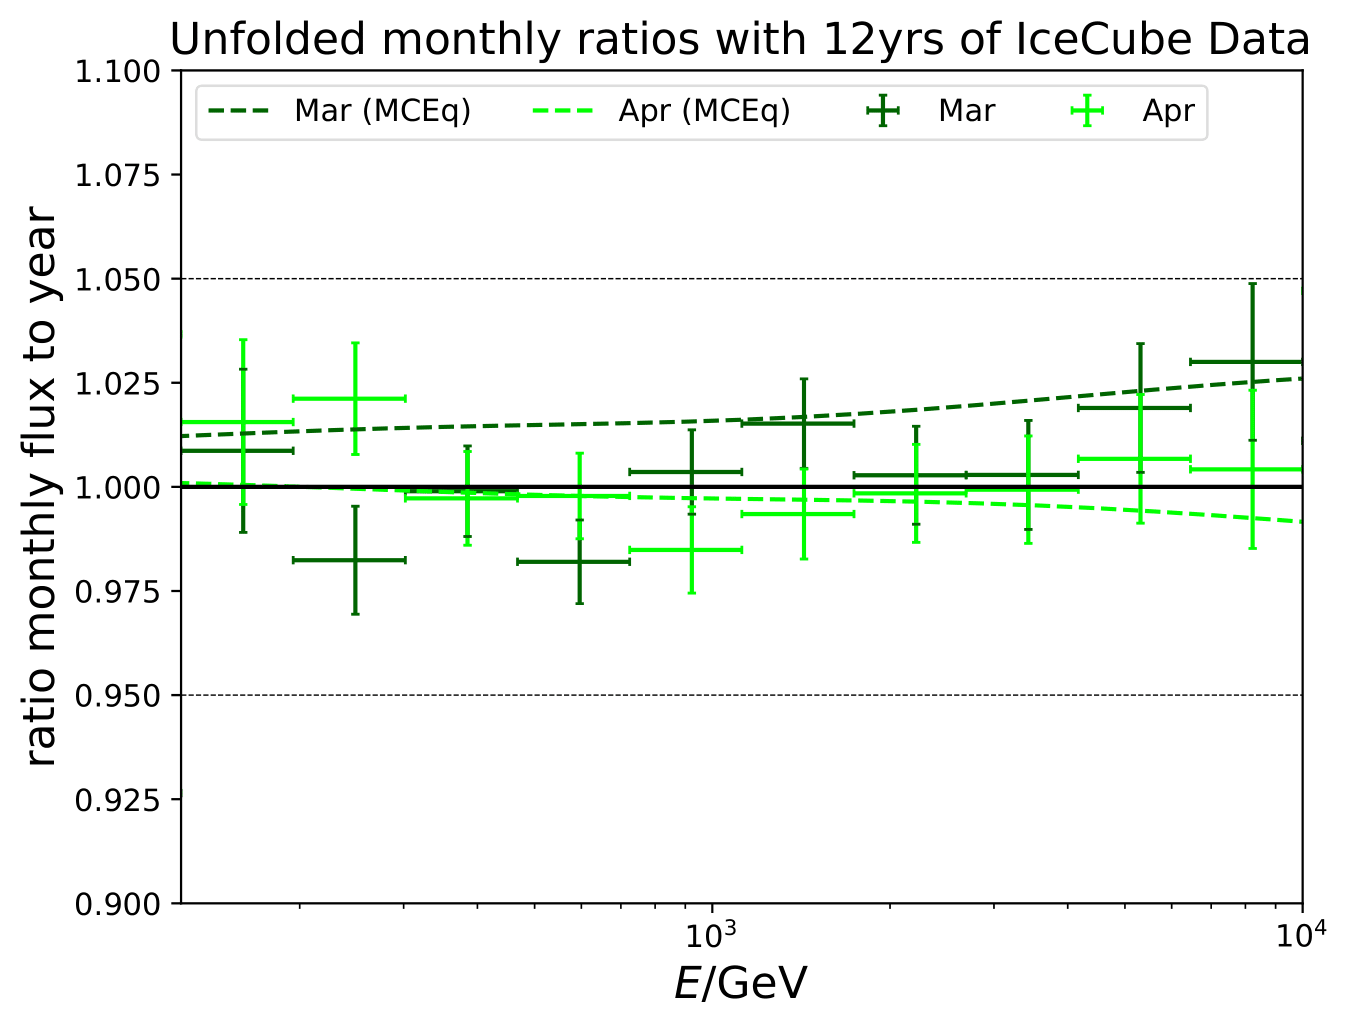 Unfolded monthly ratios with 12yrs of IceCube Data
Mar (MCEq) Apr (MCEq) Mar Apr
ratio monthly flux to year
1.100
1.075
1.050
1.025
1.000
0.975
0.950
0.925
0.900
10³ 10⁴
E/GeV